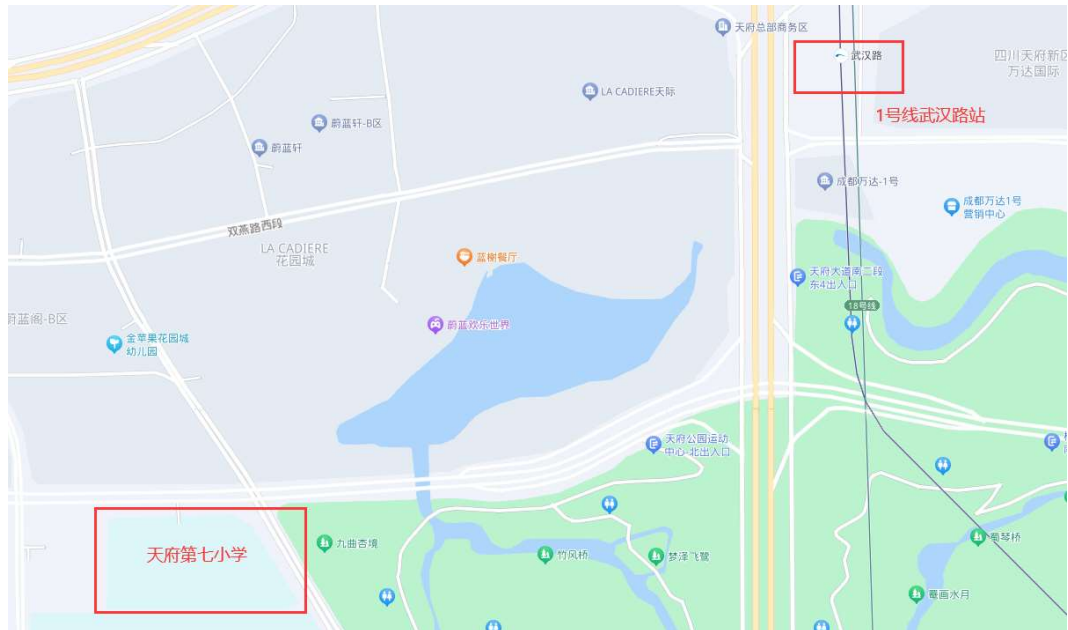 天府总部商务区
武汉路
四川天府新区
万达国际
LA CADIERE天际
1号线武汉路站
蔚蓝轩-B区
蔚蓝轩
成都万达-1号
成都万达1号
营销中心
双燕路西段
LA CADIERE
花园城
蓝榭餐厅
天府大道南二段
东4出入口
18号线
蔚蓝阁-B区
蔚蓝欢乐世界
金苹果花园城
幼儿园
天府公园运动
中心-北出入口
天府第七小学
九曲杏境
竹风桥
梦泽飞鹭
蜀琴桥
菴画水月